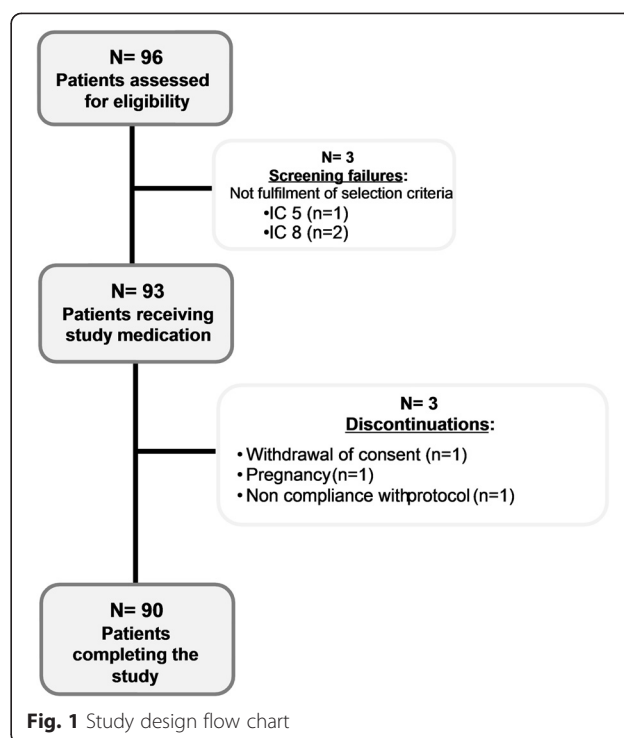 N= 96
Patients assessed
for eligibility
N= 3
Screening failures:
Not fulfilment of selection criteria
•IC 5 (n=1)
•IC 8 (n=2)
N= 93
Patients receiving
study medication
N= 3
Discontinuations:
• Withdrawal of consent (n=1)
• Pregnancy (n=1)
• Non compliance withprotocol (n=1)
N= 90
Patients
completing the
study
Fig. 1 Study design flow chart